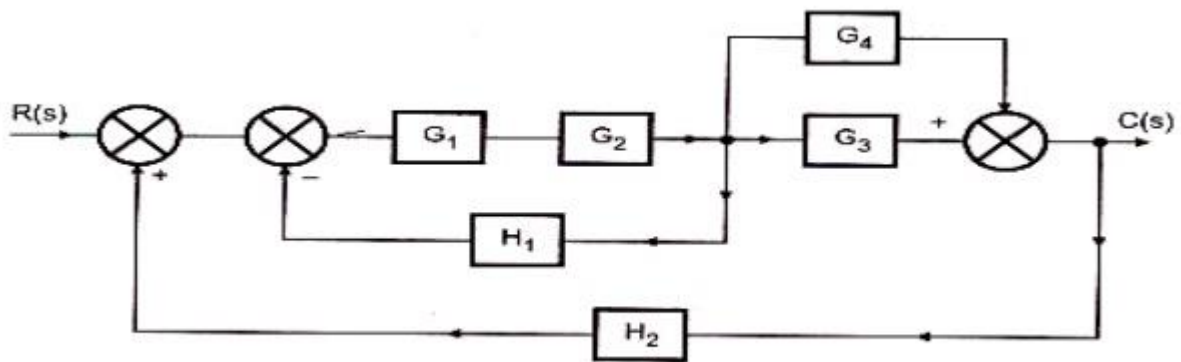 G₄
R(s) G₁ G₂ G₃ + C(s)
+ −
H₁
+ H₂